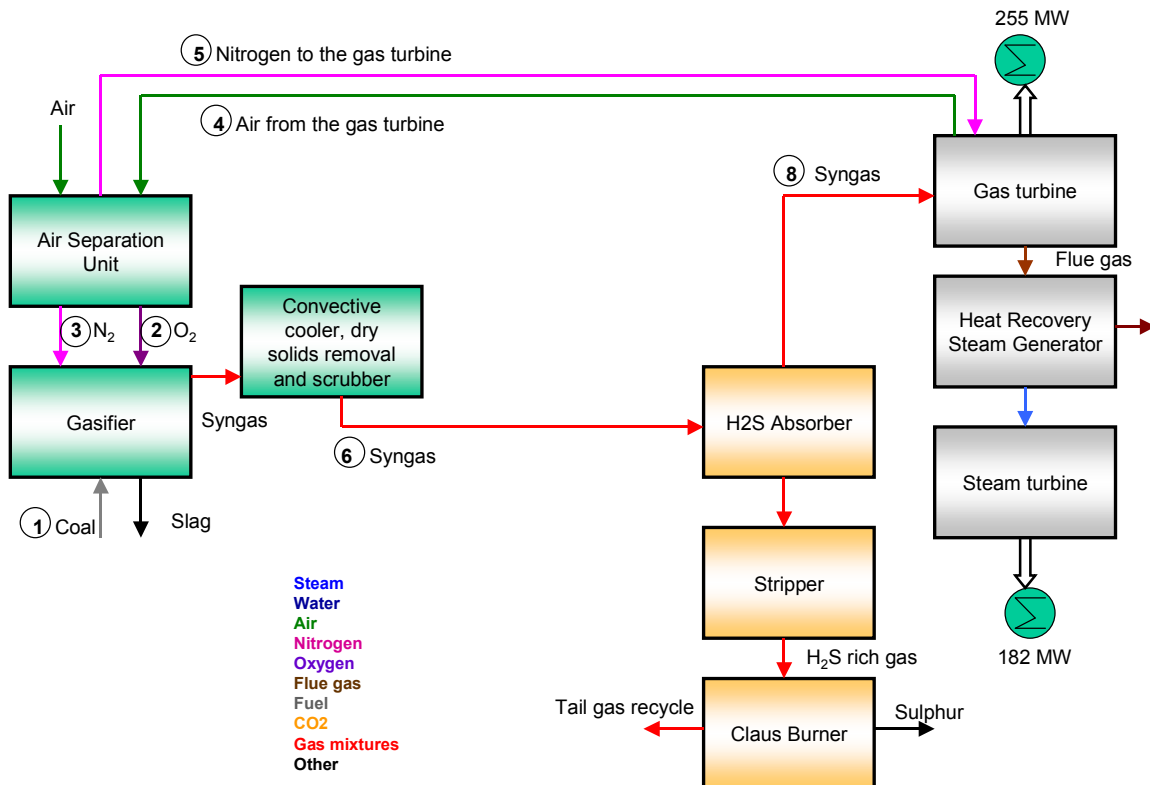 255 MW
5 Nitrogen to the gas turbine
Air
4 Air from the gas turbine
8 Syngas
Gas turbine
Air Separation
Unit
Flue gas
Convective
cooler, dry
solids removal
and scrubber
Heat Recovery
Steam Generator
3 N₂
2 O₂
Gasifier
Syngas
H2S Absorber
6 Syngas
Steam turbine
1 Coal
Slag
Stripper
Steam
Water
Air
Nitrogen
Oxygen
Flue gas
Fuel
CO2
Gas mixtures
Other
182 MW
H₂S rich gas
Tail gas recycle
Sulphur
Claus Burner